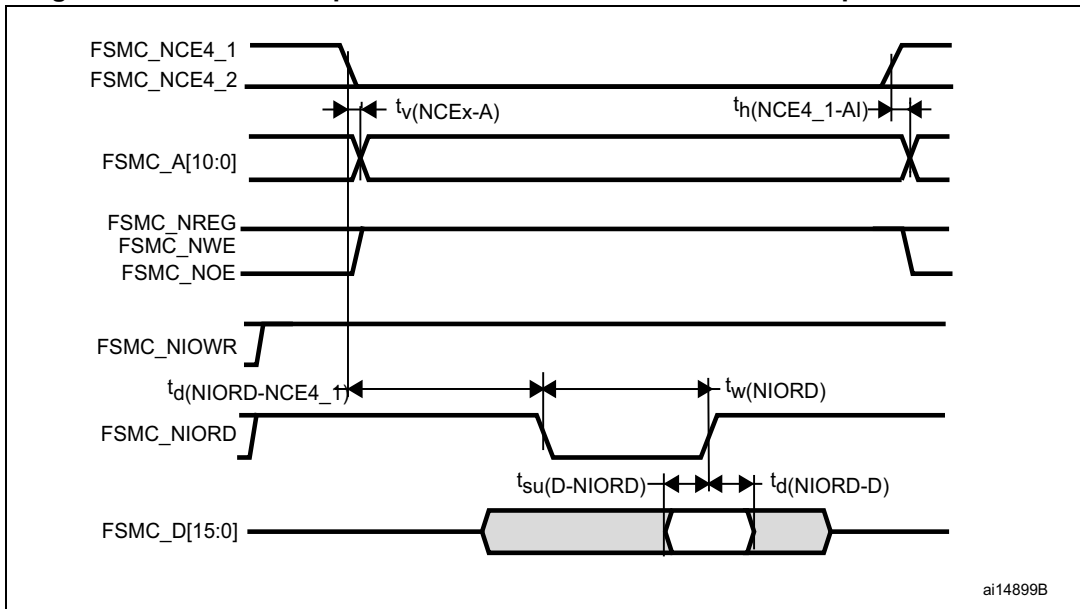 FSMC_NCE4_1
FSMC_NCE4_2
tv(NCEx-A)
th(NCE4_1-AI)
FSMC_A[10:0]
FSMC_NREG
FSMC_NWE
FSMC_NOE
FSMC_NIOWR
td(NIORD-NCE4_1)
tw(NIORD)
FSMC_NIORD
tsu(D-NIORD)
td(NIORD-D)
FSMC_D[15:0]
ai14899B